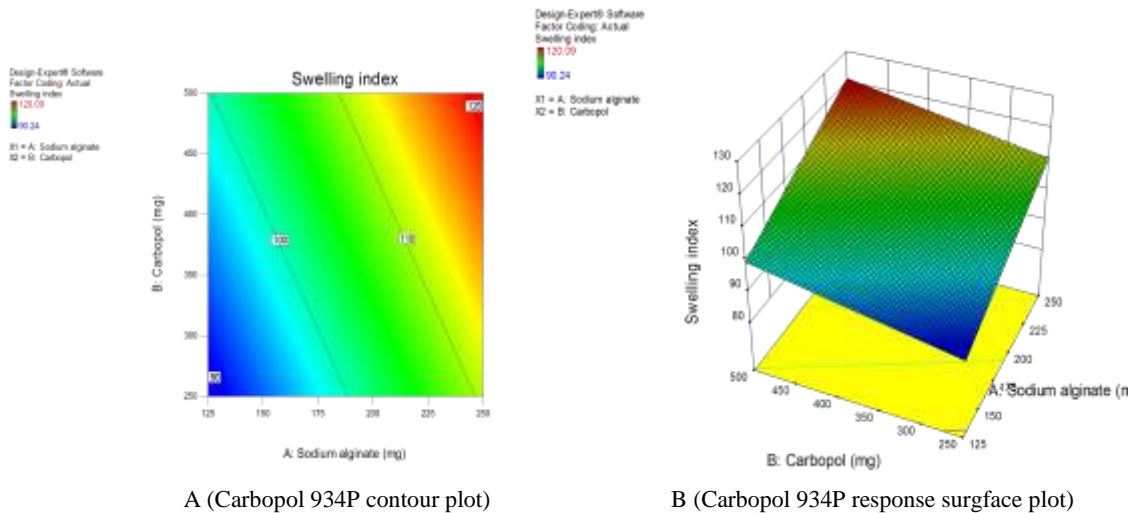 Design-Expert® Software
Factor Coding: Actual
Swelling index
120.09
90.24
X1 = A: Sodium alginate
X2 = B: Carbopol
Swelling index
B: Carbopol (mg)
500
450
400
350
300
250
120
110
100
90
125
150
175
200
225
250
A: Sodium alginate (mg)
Design-Expert® Software
Factor Coding: Actual
Swelling index
120.09
90.24
X1 = A: Sodium alginate
X2 = B: Carbopol
Swelling index
130
120
110
100
90
80
500
450
400
350
300
250
B: Carbopol (mg)
250
225
200
175
150
125
A: Sodium alginate (m
A (Carbopol 934P contour plot)
B (Carbopol 934P response surgface plot)